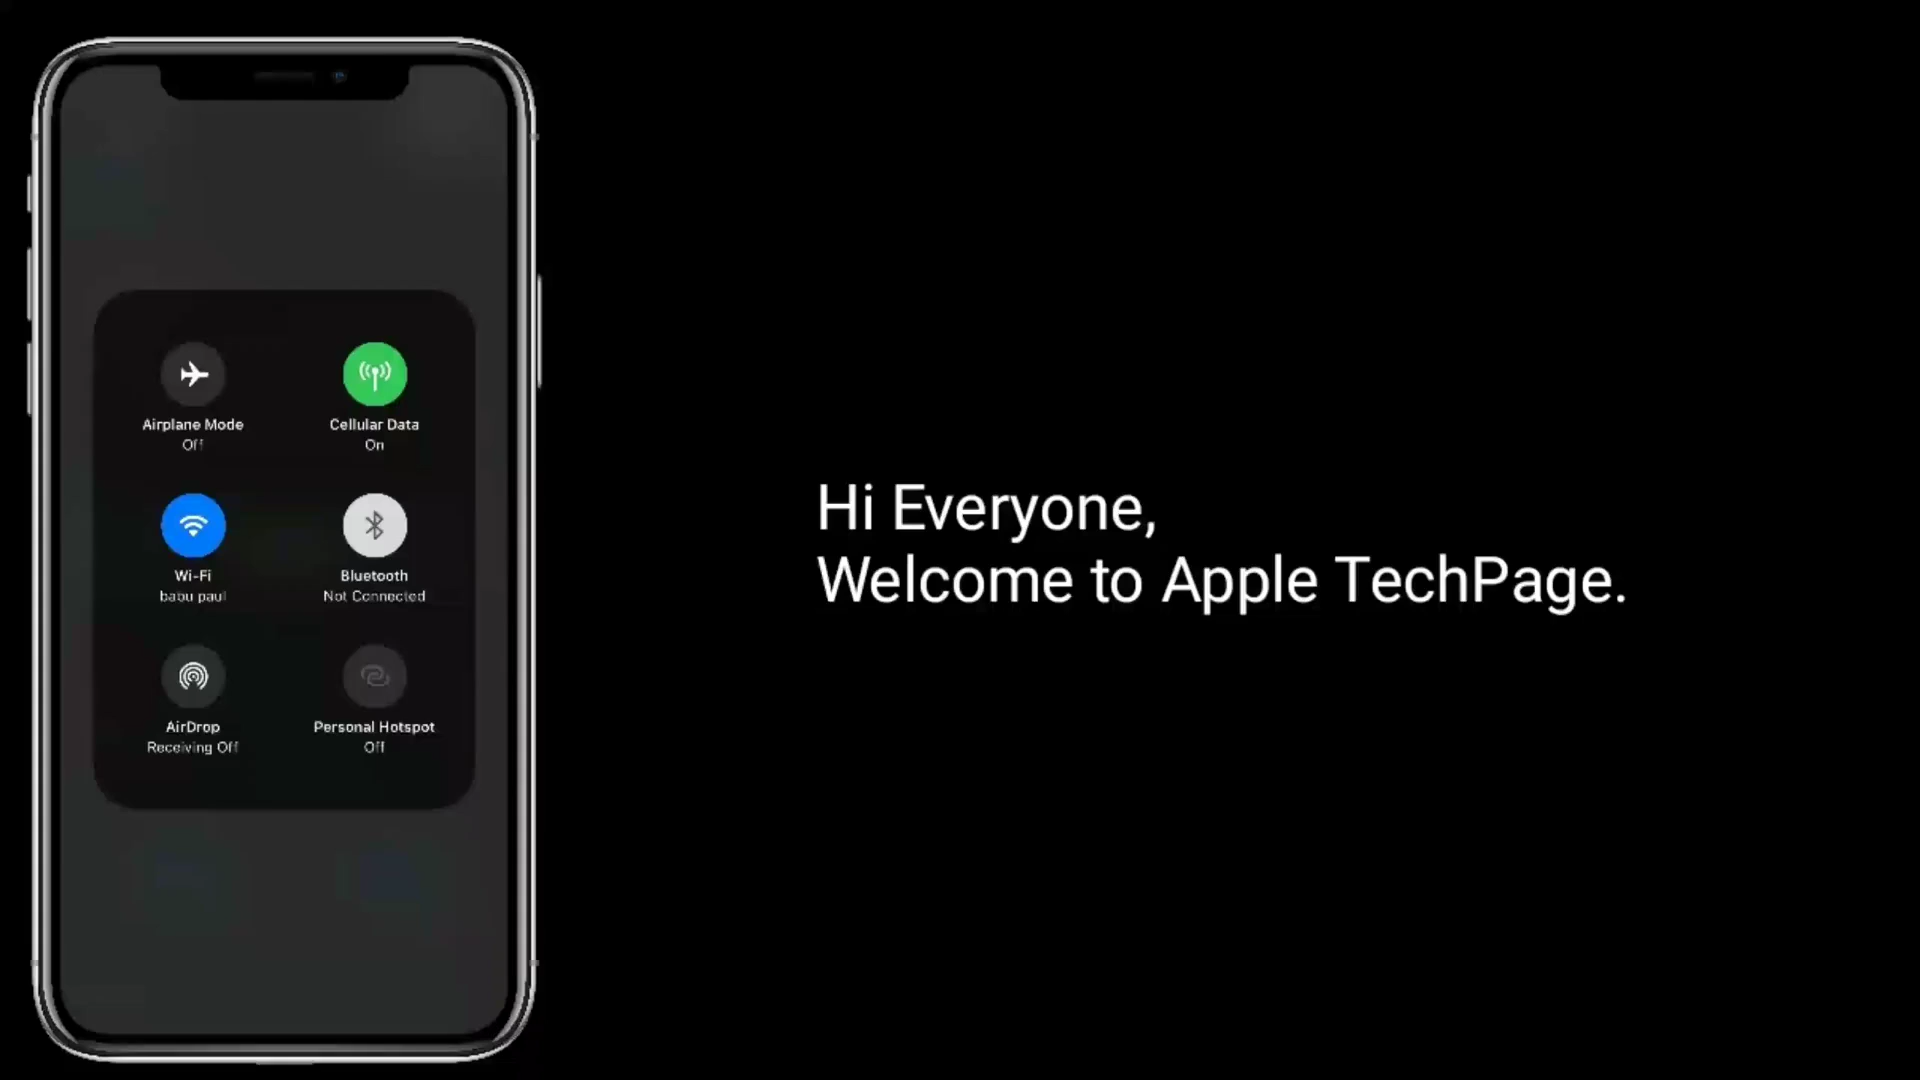 Airplane Mode
Off
Cellular Data
On
Wi-Fi
babu paul
Bluetooth
Not Connected
AirDrop
Receiving Off
Personal Hotspot
Off
Hi Everyone,
Welcome to Apple TechPage.